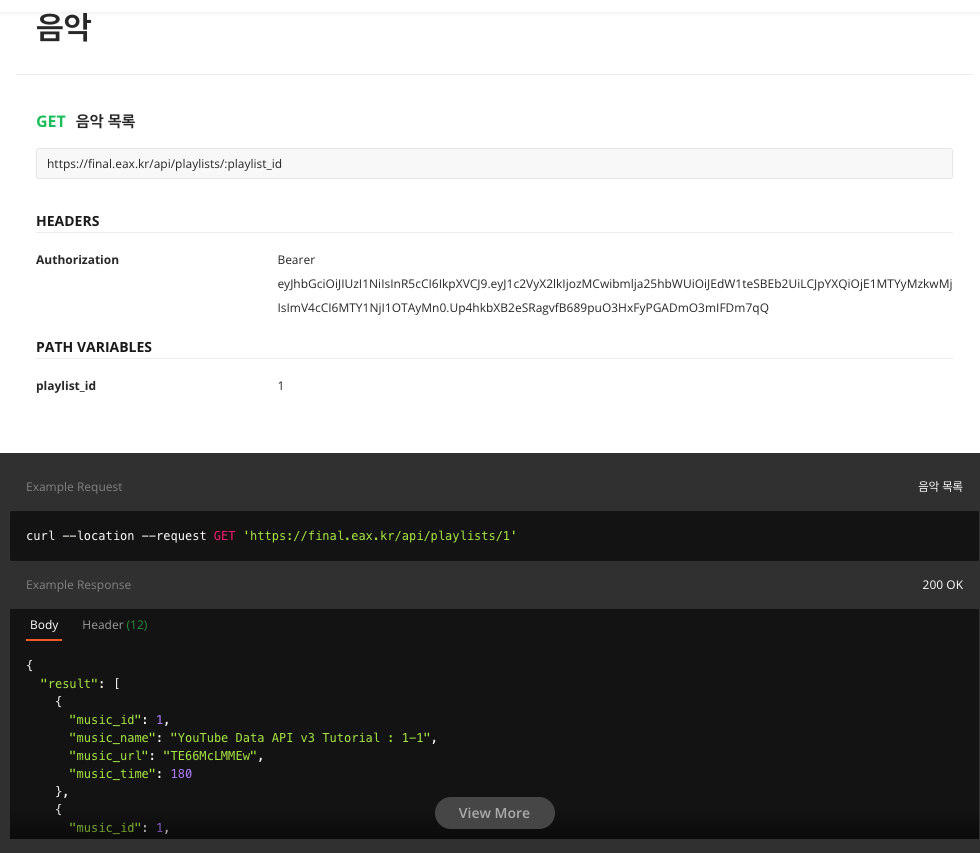 음악
GET 음악 목록
https://final.eax.kr/api/playlists/:playlist_id
HEADERS
Authorization
Bearer
eyJhbGciOiJIUzI1NiIsInR5cCI6IkpXVCJ9.eyJ1c2VyX2lkIjozMCwibmlja25hbWUiOiJEdW1teSBEb2UiLCJpYXQiOjE1MTYyMzkwMj
IsImV4cCI6MTY1NjI1OTAyMn0.Up4hkbXB2eSRagvfB689puO3HxFyPGADmO3mIFDm7qQ
PATH VARIABLES
playlist_id
1
Example Request
음악 목록
curl --location --request GET 'https://final.eax.kr/api/playlists/1'
Example Response
200 OK
Body Header (12)
{
"result": [
{
"music_id": 1,
"music_name": "YouTube Data API v3 Tutorial : 1-1",
"music_url": "TE66McLMMEw",
"music_time": 180
},
{
"music_id": 1,
View More